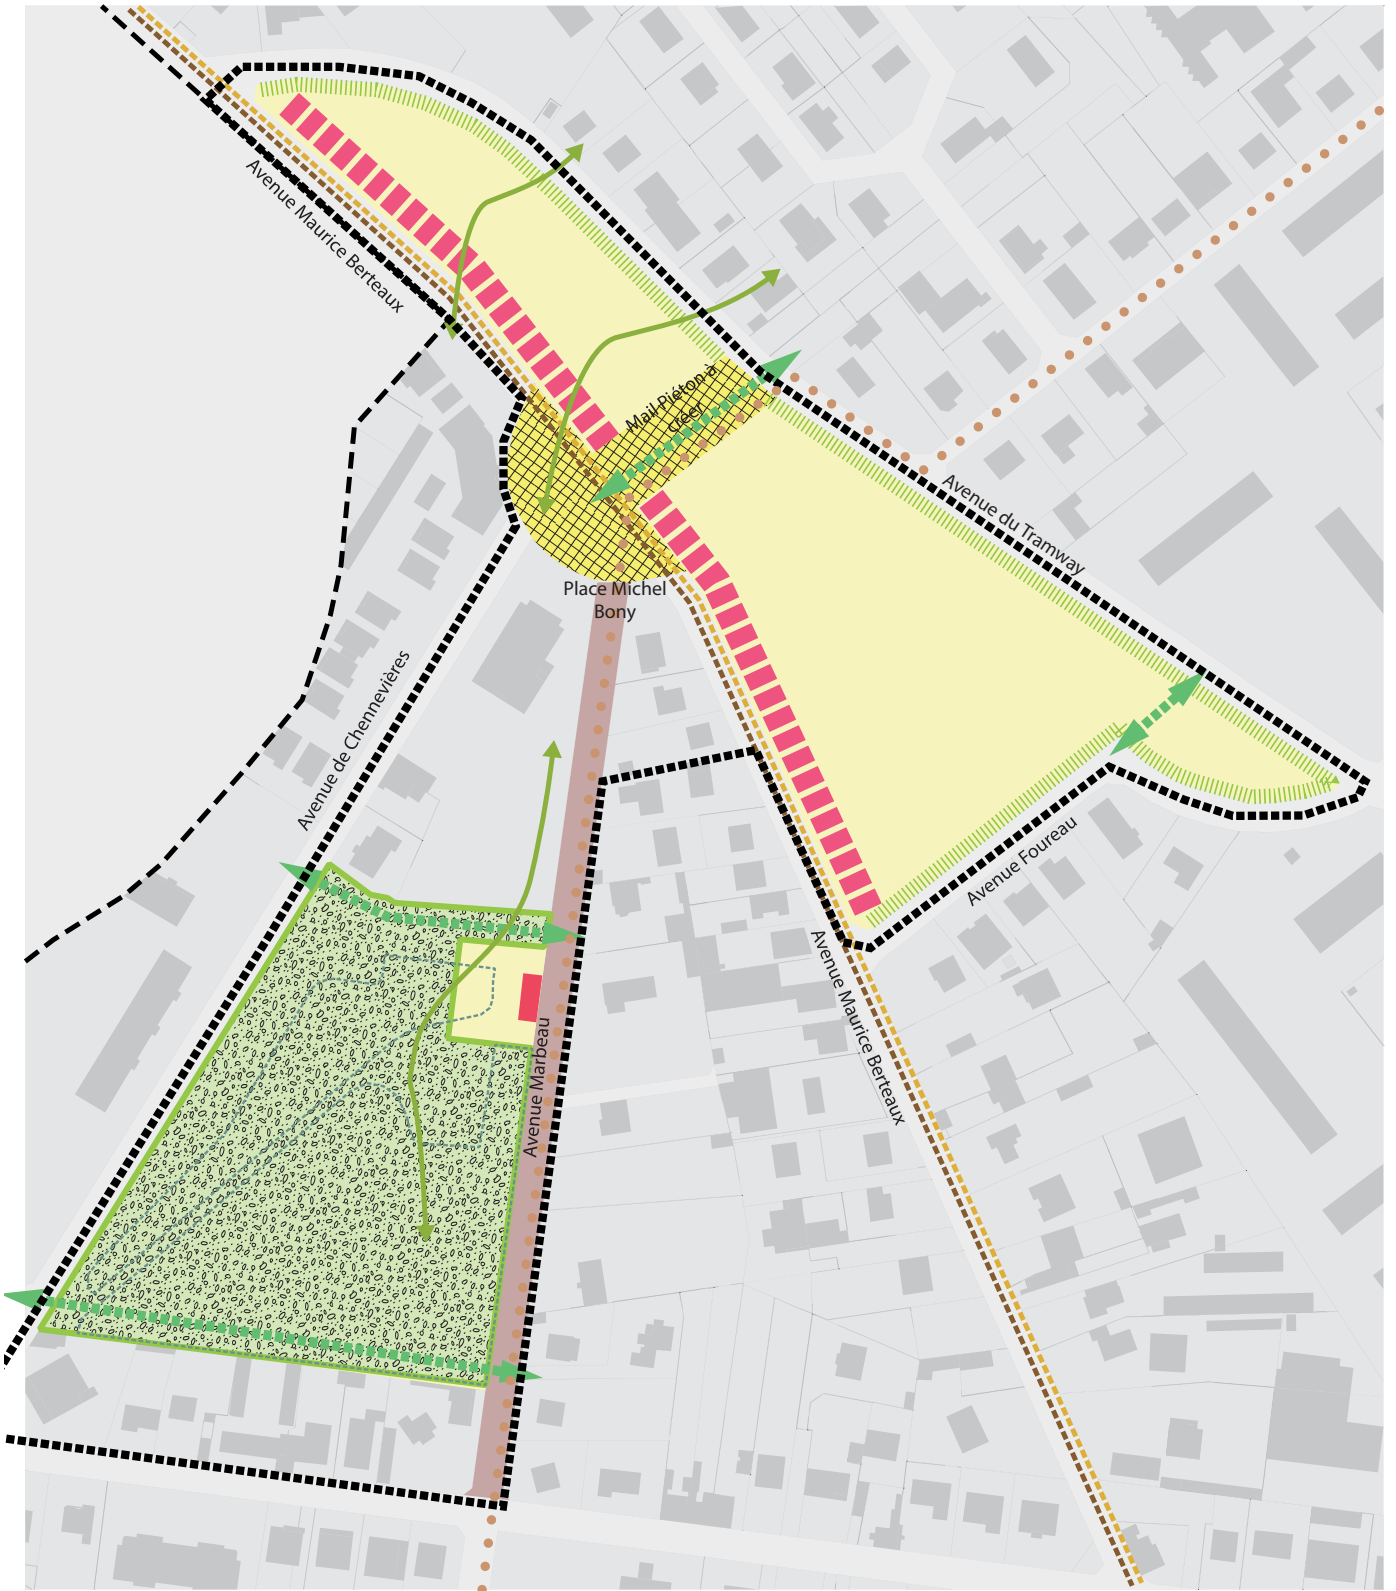 Avenue Maurice Berteaux
Mail Piéton à
créer
Avenue du Tramway
Place Michel
Bony
Avenue de Chennevières
Avenue Foureau
Avenue Maurice Berteaux
Avenue Marbeau